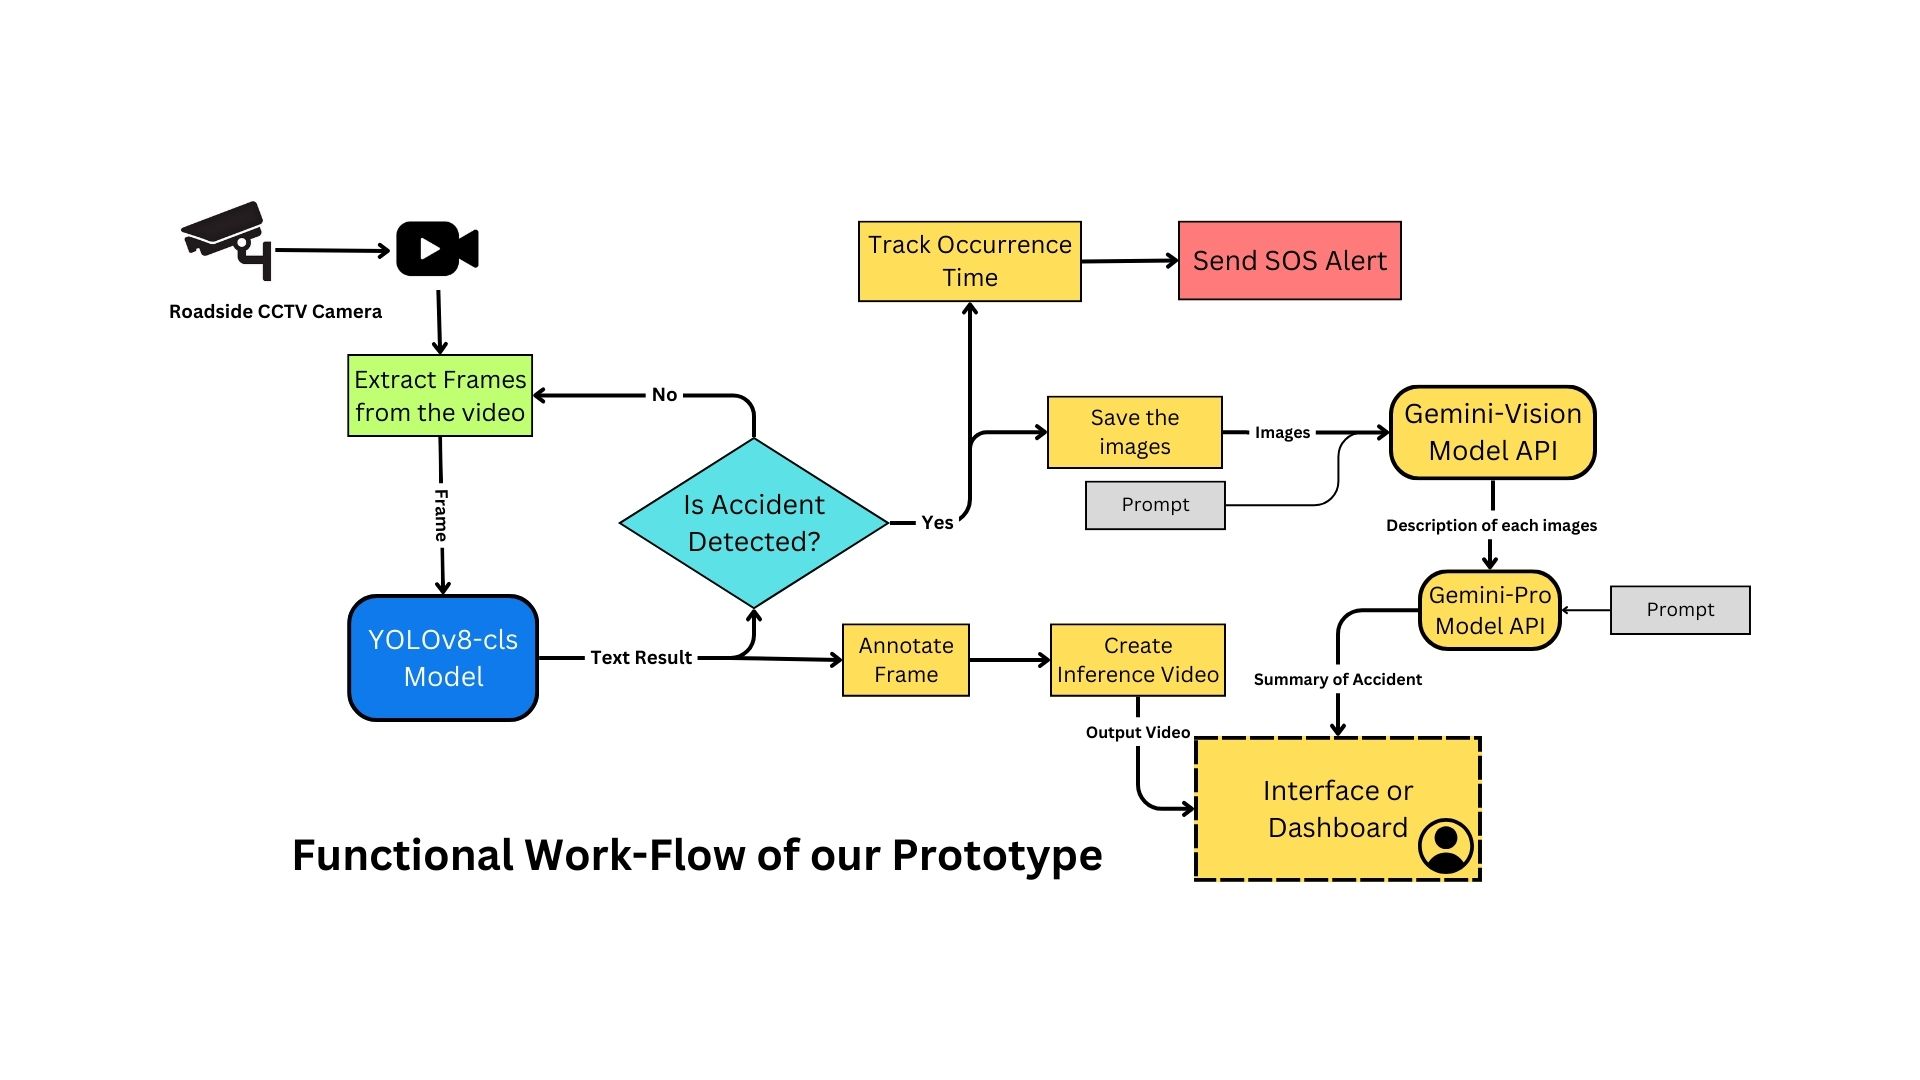 Roadside CCTV Camera
Extract Frames
from the video
Frame
YOLOv8-cls
Model
Text Result
Is Accident
Detected?
No
Yes
Track Occurrence
Time
Send SOS Alert
Save the
images
Images
Prompt
Gemini-Vision
Model API
Description of each images
Gemini-Pro
Model API
Prompt
Summary of Accident
Annotate
Frame
Create
Inference Video
Output Video
Interface or
Dashboard
Functional Work-Flow of our Prototype